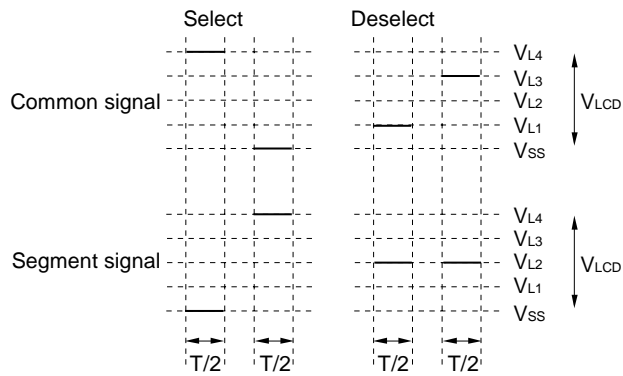 Select Deselect
VL4
VL3
Common signal VL2 VLCD
VL1
VSS
VL4
VL3
Segment signal VL2 VLCD
VL1
VSS
T/2 T/2 T/2 T/2